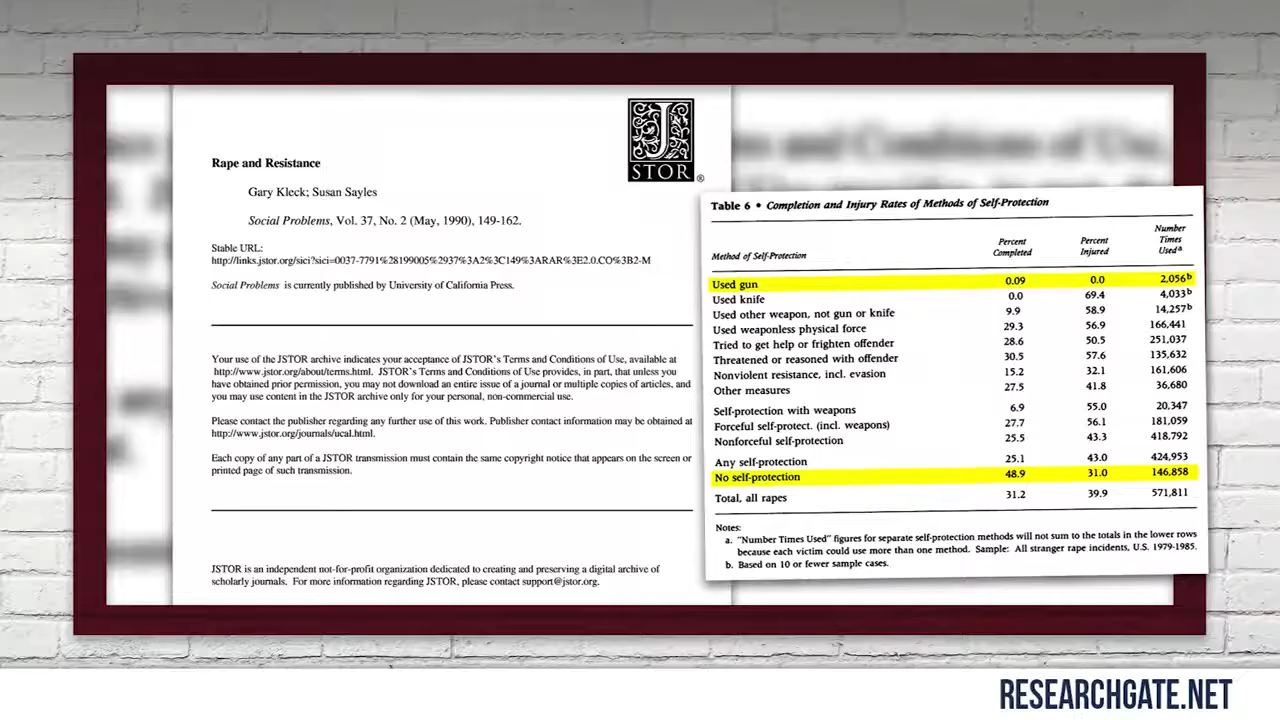 J
STOR
®
Rape and Resistance
Gary Kleck; Susan Sayles
Social Problems, Vol. 37, No. 2 (May, 1990), 149-162.
Stable URL:
http://links.jstor.org/sici?sici=0037-7791%28199005%2937%3A2%3C149%3ARAR%3E2.0.CO%3B2-M
Social Problems is currently published by University of California Press.
Your use of the JSTOR archive indicates your acceptance of JSTOR's Terms and Conditions of Use, available at
http://www.jstor.org/about/terms.html. JSTOR's Terms and Conditions of Use provides, in part, that unless you
have obtained prior permission, you may not download an entire issue of a journal or multiple copies of articles, and
you may use content in the JSTOR archive only for your personal, non-commercial use.
Please contact the publisher regarding any further use of this work. Publisher contact information may be obtained at
http://www.jstor.org/journals/ucal.html.
Each copy of any part of a JSTOR transmission must contain the same copyright notice that appears on the screen or
printed page of such transmission.
JSTOR is an independent not-for-profit organization dedicated to creating and preserving a digital archive of
scholarly journals. For more information regarding JSTOR, please contact support@jstor.org.
es and Conditions of Use,
Table 6 • Completion and Injury Rates of Methods of Self-Protection
Method of Self-Protection Percent Completed Percent Injured Number Times Used a
Used gun 0.09 0.0 2,056b
Used knife 0.0 69.4 4,033b
Used other weapon, not gun or knife 9.9 58.9 14,257b
Used weaponless physical force 29.3 56.9 166,441
Tried to get help or frighten offender 28.6 50.5 251,037
Threatened or reasoned with offender 30.5 57.6 135,632
Nonviolent resistance, incl. evasion 15.2 32.1 161,606
Other measures 27.5 41.8 36,680
Self-protection with weapons 6.9 55.0 20,347
Forceful self-protect. (incl. weapons) 27.7 56.1 181,059
Nonforceful self-protection 25.5 43.3 418,792
Any self-protection 25.1 43.0 424,953
No self-protection 48.9 31.0 146,858
Total, all rapes 31.2 39.9 571,811
Notes:
a. "Number Times Used" figures for separate self-protection methods will not sum to the totals in the lower rows
because each victim could use more than one method. Sample: All stranger rape incidents, U.S. 1979-1985.
b. Based on 10 or fewer sample cases.
RESEARCHGATE.NET